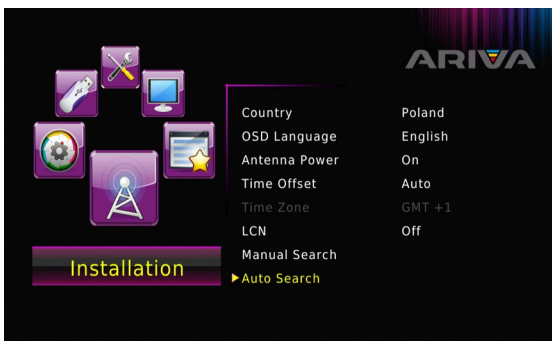 ARIVA
Country Poland
OSD Language English
Antenna Power On
Time Offset Auto
Time Zone GMT +1
LCN Off
Manual Search
Auto Search
Installation